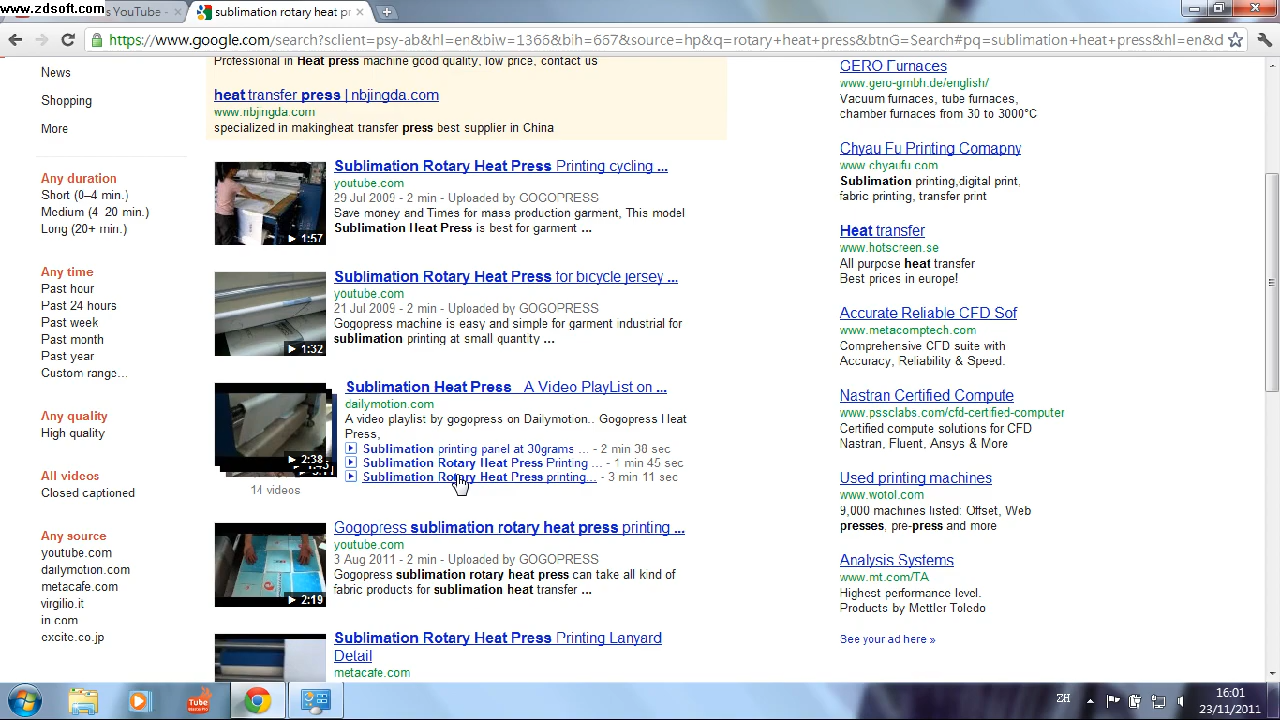 www.zdsoft.com
s YouTube -
sublimation rotary heat p
https://www.google.com/search?sclient=psy-ab&hl=en&biw=1366&bih=667&source=hp&q=rotary+heat+press&btnG=Search#pq=sublimation+heat+press&hl=en&d
News
Shopping
More
Any duration
Short (0–4 min.)
Medium (4–20 min.)
Long (20+ min.)
Any time
Past hour
Past 24 hours
Past week
Past month
Past year
Custom range...
Any quality
High quality
All videos
Closed captioned
Any source
youtube.com
dailymotion.com
metacafe.com
virgilio.it
in.com
excite.co.jp
Professional in Heat press machine good quality, low price, contact us
heat transfer press | nbjingda.com
www.nbjingda.com
specialized in makingheat transfer press best supplier in China
Sublimation Rotary Heat Press Printing cycling ...
youtube.com
29 Jul 2009 - 2 min - Uploaded by GOGOPRESS
Save money and Times for mass production garment, This model
Sublimation Heat Press is best for garment ...
1:57
Sublimation Rotary Heat Press for bicycle jersey ...
youtube.com
21 Jul 2009 - 2 min - Uploaded by GOGOPRESS
Gogopress machine is easy and simple for garment industrial for
sublimation printing at small quantity ...
1:32
Sublimation Heat Press - A Video PlayList on ...
dailymotion.com
A video playlist by gogopress on Dailymotion.. Gogopress Heat
Press,
Sublimation printing panel at 30grams ... - 2 min 38 sec
Sublimation Rotary Heat Press Printing ... - 1 min 45 sec
Sublimation Rotary Heat Press printing... - 3 min 11 sec
2:38
14 videos
Gogopress sublimation rotary heat press printing ...
youtube.com
3 Aug 2011 - 2 min - Uploaded by GOGOPRESS
Gogopress sublimation rotary heat press can take all kind of
fabric products for sublimation heat transfer ...
2:19
Sublimation Rotary Heat Press Printing Lanyard
Detail
metacafe.com
GERO Furnaces
www.gero-gmbh.de/english/
Vacuum furnaces, tube furnaces,
chamber furnaces from 30 to 3000°C
Chyau Fu Printing Comapny
www.chyaufu.com
Sublimation printing,digital print,
fabric printing, transfer print
Heat transfer
www.hotscreen.se
All purpose heat transfer
Best prices in europe!
Accurate Reliable CFD Sof
www.metacomptech.com
Comprehensive CFD suite with
Accuracy, Reliability & Speed.
Nastran Certified Compute
www.pssclabs.com/cfd-certified-computer
Certified compute solutions for CFD
Nastran, Fluent, Ansys & More
Used printing machines
www.wotol.com
9,000 machines listed: Offset, Web
presses, pre-press and more
Analysis Systems
www.mt.com/TA
Highest performance level.
Products by Mettler Toledo
See your ad here »
Tube
ZH
16:01
23/11/2011